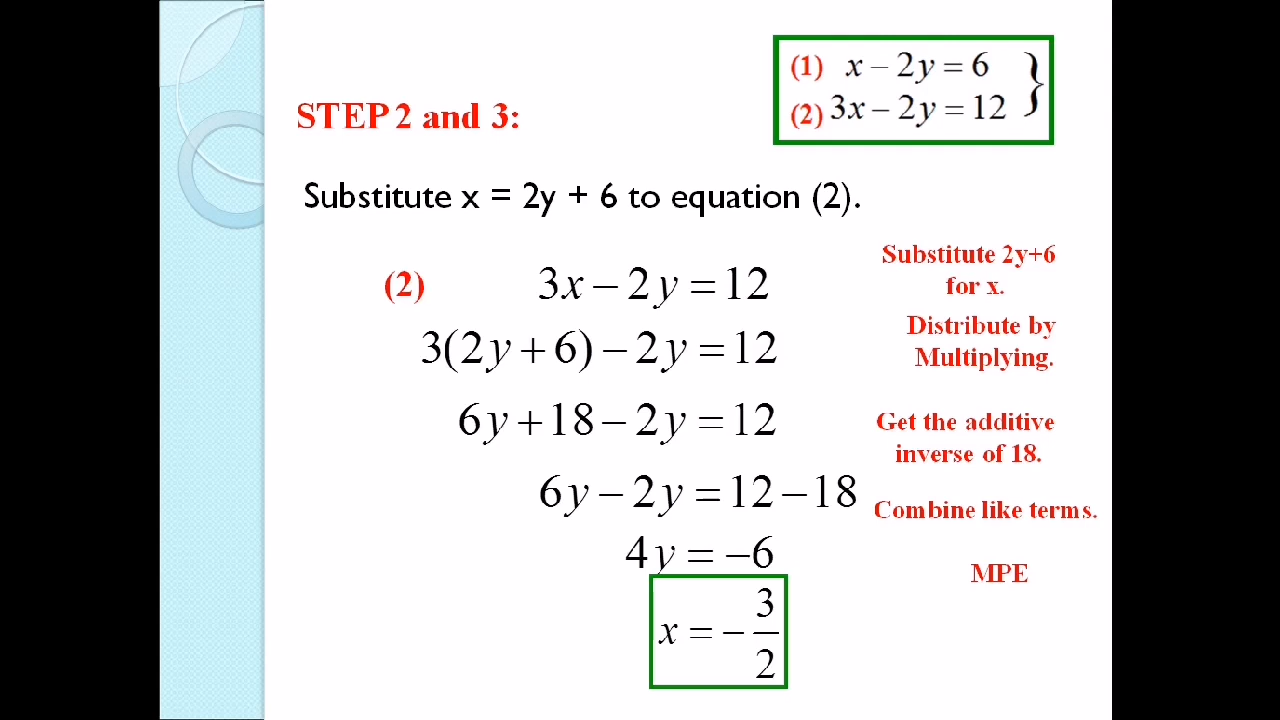 (1) x − 2y = 6
(2) 3x − 2y = 12 }
STEP 2 and 3:
Substitute x = 2y + 6 to equation (2).
(2) 3x − 2y = 12
Substitute 2y+6
for x.
3(2y + 6) − 2y = 12
Distribute by
Multiplying.
6y + 18 − 2y = 12
Get the additive
inverse of 18.
6y − 2y = 12 − 18
Combine like terms.
4y = −6
MPE
x = − 3/2